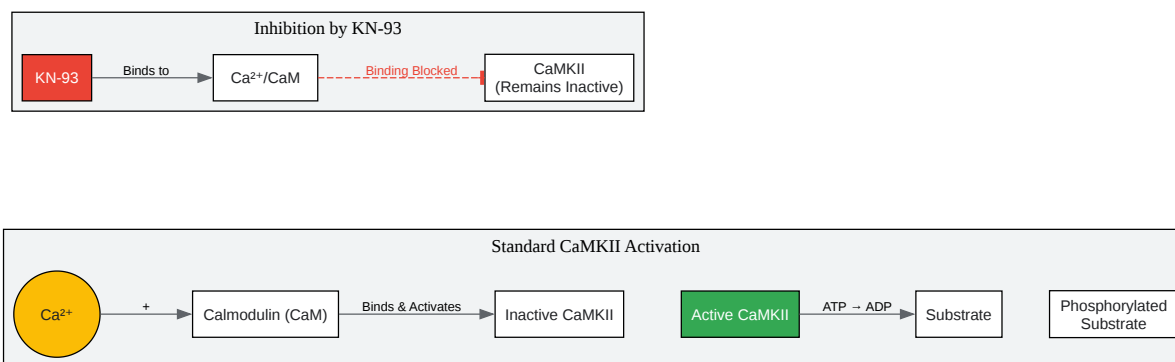 Inhibition by KN-93
KN-93
Binds to
Ca²⁺/CaM
Binding Blocked
CaMKII
(Remains Inactive)
Standard CaMKII Activation
Ca²⁺
+
Calmodulin (CaM)
Binds & Activates
Inactive CaMKII
Active CaMKII
ATP → ADP
Substrate
Phosphorylated
Substrate